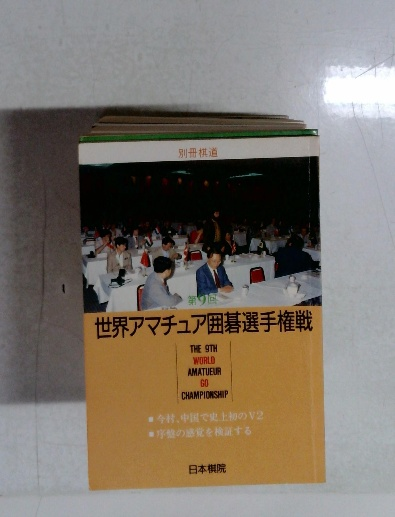 別冊棋道
第9回
世界アマチュア囲碁選手権戦
THE 9TH
WORLD
AMATUEUR
GO
CHAMPIONSHIP
■今村、中国で史上初のV2
■序盤の感覚を検証する
日本棋院